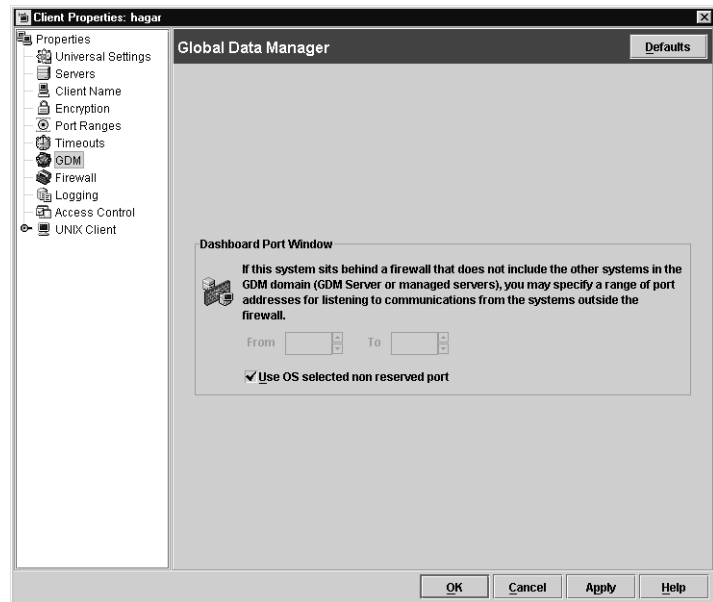 Client Properties: hagar
Properties
Universal Settings
Servers
Client Name
Encryption
Port Ranges
Timeouts
GDM
Firewall
Logging
Access Control
UNIX Client
Global Data Manager
Defaults
Dashboard Port Window
If this system sits behind a firewall that does not include the other systems in the
GDM domain (GDM Server or managed servers), you may specify a range of port
addresses for listening to communications from the systems outside the
firewall.
From To
Use OS selected non reserved port
OK Cancel Apply Help